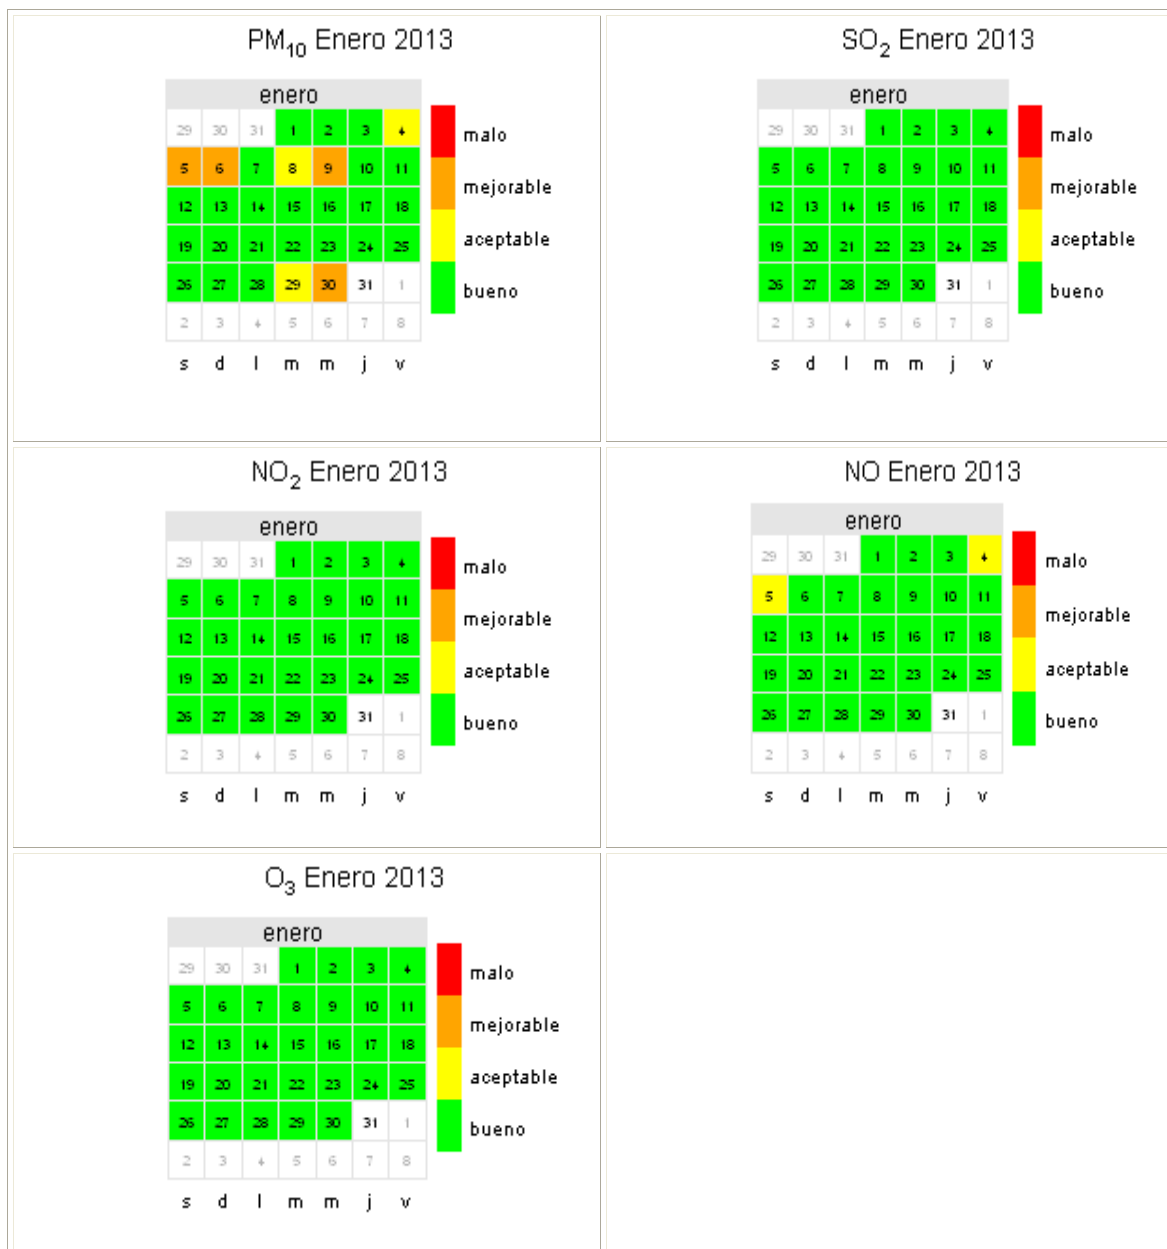 PM10 Enero 2013
enero
29 30 31 1 2 3 4
5 6 7 8 9 10 11
12 13 14 15 16 17 18
19 20 21 22 23 24 25
26 27 28 29 30 31 1
2 3 4 5 6 7 8
s d l m m j v
malo
mejorable
aceptable
bueno
SO2 Enero 2013
enero
29 30 31 1 2 3 4
5 6 7 8 9 10 11
12 13 14 15 16 17 18
19 20 21 22 23 24 25
26 27 28 29 30 31 1
2 3 4 5 6 7 8
s d l m m j v
malo
mejorable
aceptable
bueno
NO2 Enero 2013
enero
29 30 31 1 2 3 4
5 6 7 8 9 10 11
12 13 14 15 16 17 18
19 20 21 22 23 24 25
26 27 28 29 30 31 1
2 3 4 5 6 7 8
s d l m m j v
malo
mejorable
aceptable
bueno
NO Enero 2013
enero
29 30 31 1 2 3 4
5 6 7 8 9 10 11
12 13 14 15 16 17 18
19 20 21 22 23 24 25
26 27 28 29 30 31 1
2 3 4 5 6 7 8
s d l m m j v
malo
mejorable
aceptable
bueno
O3 Enero 2013
enero
29 30 31 1 2 3 4
5 6 7 8 9 10 11
12 13 14 15 16 17 18
19 20 21 22 23 24 25
26 27 28 29 30 31 1
2 3 4 5 6 7 8
s d l m m j v
malo
mejorable
aceptable
bueno